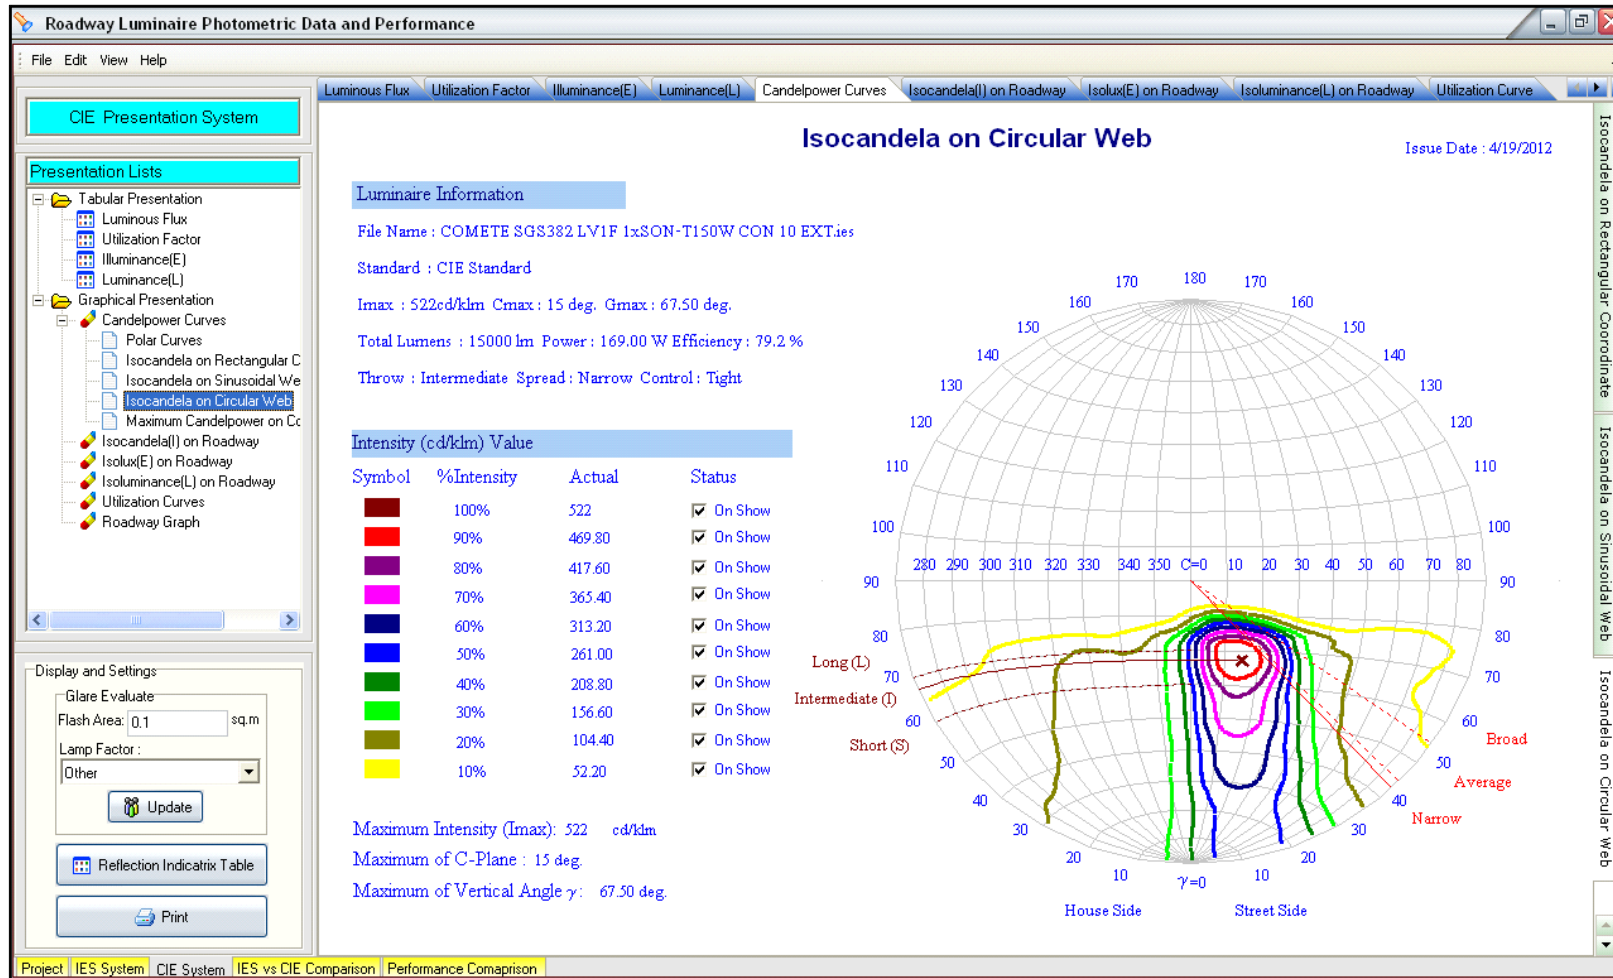 Roadway Luminaire Photometric Data and Performance
File Edit View Help
Luminous Flux Utilization Factor Illuminance(E) Luminance(L) Candelpower Curves Isocandela(I) on Roadway Isolux(E) on Roadway Isoluminance(L) on Roadway Utilization Curve
CIE Presentation System
Presentation Lists
Tabular Presentation
Luminous Flux
Utilization Factor
Illuminance(E)
Luminance(L)
Graphical Presentation
Candelpower Curves
Polar Curves
Isocandela on Rectangular C
Isocandela on Sinusoidal We
Isocandela on Circular Web
Maximum Candelpower on Co
Isocandela(I) on Roadway
Isolux(E) on Roadway
Isoluminance(L) on Roadway
Utilization Curves
Roadway Graph
Display and Settings
Glare Evaluate
Flash Area: 0.1 sq.m
Lamp Factor :
Other
Update
Reflection Indicatrix Table
Print
Isocandela on Circular Web
Issue Date : 4/19/2012
Luminaire Information
File Name : COMETE SGS382 LV1F 1xSON-T150W CON 10 EXT.ies
Standard : CIE Standard
Imax : 522cd/klm Cmax : 15 deg. Gmax : 67.50 deg.
Total Lumens : 15000 lm Power : 169.00 W Efficiency : 79.2 %
Throw : Intermediate Spread : Narrow Control : Tight
Intensity (cd/klm) Value
Symbol %Intensity Actual Status
100% 522 On Show
90% 469.80 On Show
80% 417.60 On Show
70% 365.40 On Show
60% 313.20 On Show
50% 261.00 On Show
40% 208.80 On Show
30% 156.60 On Show
20% 104.40 On Show
10% 52.20 On Show
Maximum Intensity (Imax): 522 cd/klm
Maximum of C-Plane : 15 deg.
Maximum of Vertical Angle γ : 67.50 deg.
170 180 170
160 160
150 150
140 140
130 130
120 120
110 110
100 100
280 290 300 310 320 330 340 350 C=0 10 20 30 40 50 60 70 80
90 90
80 80
Long (L)
70 70
Intermediate (I)
60 60
Short (S)
Broad
50 50
Average
40 40
Narrow
30 30
20 20
10 γ=0 10
House Side Street Side
Isocandela on Rectangular Coorodinate
Isocandela on Sinusoidal Web
Isocandela on Circular Web
Project IES System CIE System IES vs CIE Comparison Performance Comaprison